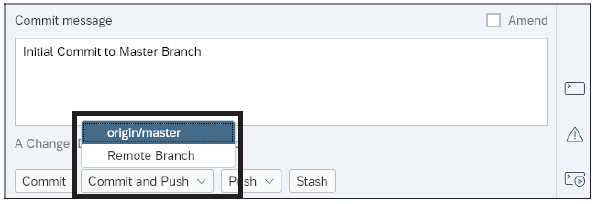 Commit message
Amend
Initial Commit to Master Branch
origin/master
A Change
Remote Branch
Commit
Commit and Push
Push
Stash